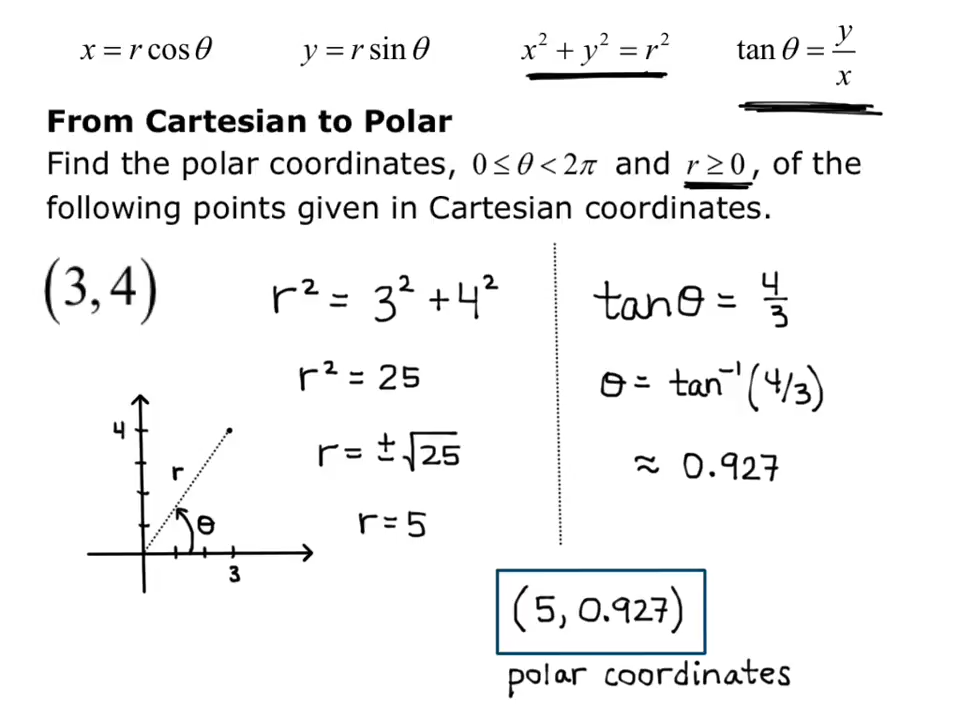 x = r cos θ   y = r sin θ   x² + y² = r²   tan θ = y/x
From Cartesian to Polar
Find the polar coordinates, 0 ≤ θ < 2π and r ≥ 0, of the
following points given in Cartesian coordinates.
(3, 4)
r² = 3² + 4²
r² = 25
r = ±√25
r = 5
tan θ = 4/3
θ = tan⁻¹(4/3)
≈ 0.927
4
r
θ
3
(5, 0.927)
polar coordinates